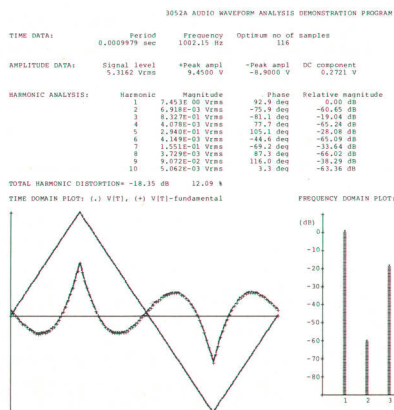 3052A AUDIO WAVEFORM ANALYSIS DEMONSTRATION PROGRAM
TIME DATA: Period Frequency Optimum no of samples
0.0009979 sec 1002.15 Hz 116
AMPLITUDE DATA: Signal level +Peak ampl -Peak ampl DC component
5.3162 Vrms 9.4500 V -8.9000 V 0.2721 V
HARMONIC ANALYSIS: Harmonic Magnitude Phase Relative magnitude
1 7.453E 00 Vrms 92.9 deg 0.00 dB
2 6.918E-03 Vrms -75.9 deg -60.65 dB
3 8.327E-01 Vrms -81.1 deg -19.04 dB
4 4.078E-03 Vrms 77.7 deg -65.24 dB
5 2.940E-01 Vrms 105.1 deg -28.08 dB
6 4.149E-03 Vrms -44.6 deg -65.09 dB
7 1.551E-01 Vrms -69.2 deg -33.64 dB
8 3.729E-03 Vrms 87.3 deg -66.02 dB
9 9.072E-02 Vrms 116.0 deg -38.29 dB
10 5.062E-03 Vrms 3.3 deg -63.36 dB
TOTAL HARMONIC DISTORTION= -18.35 dB 12.09 %
TIME DOMAIN PLOT: (.) V[T], (+) V[T]-fundamental FREQUENCY DOMAIN PLOT:
(dB)
0
-10
-20
-30
-40
-50
-60
-70
-80
1 2 3